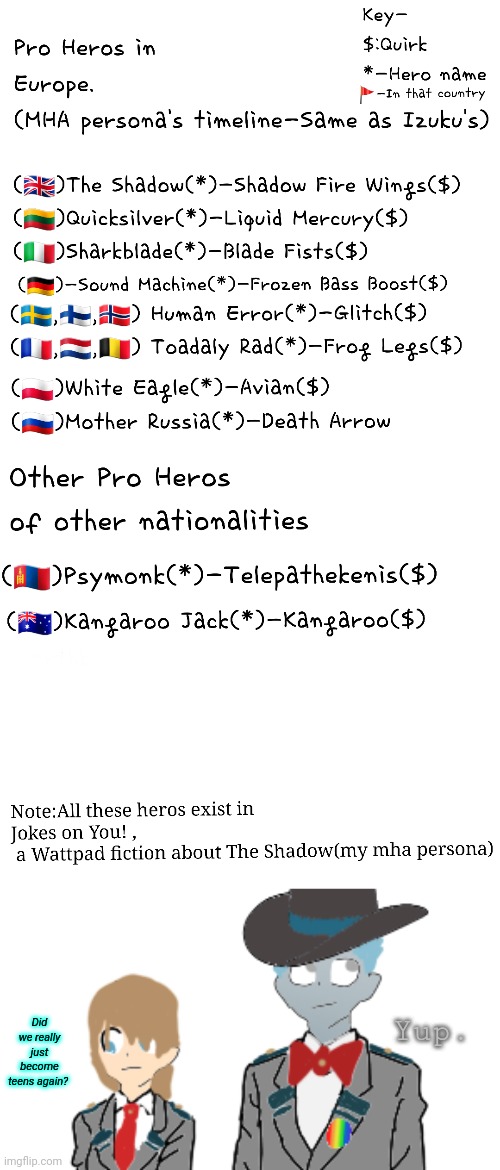 Key-
Pro Heros in
$:Quirk
*-Hero name
Europe.
🚩-In that country
(MHA persona's timeline-Same as Izuku's)
(🇬🇧)The Shadow(*)-Shadow Fire Wings($)
(🇱🇹)Quicksilver(*)-Liquid Mercury($)
(🇮🇹)Sharkblade(*)-Blade Fists($)
(🇩🇪)-Sound Machine(*)-Frozen Bass Boost($)
(🇸🇪,🇫🇮,🇳🇴) Human Error(*)-Glitch($)
(🇫🇷,🇳🇱,🇧🇪) Toadaly Rad(*)-Frog Legs($)
(🇵🇱)White Eagle(*)-Avian($)
(🇷🇺)Mother Russia(*)-Death Arrow
Other Pro Heros
of other nationalities
(🇲🇳)Psymonk(*)-Telepathekenis($)
(🇦🇺)Kangaroo Jack(*)-Kangaroo($)
Note:All these heros exist in
Jokes on You! ,
a Wattpad fiction about The Shadow(my mha persona)
Did
we really
just
become
teens again?
Yup.
imgflip.com